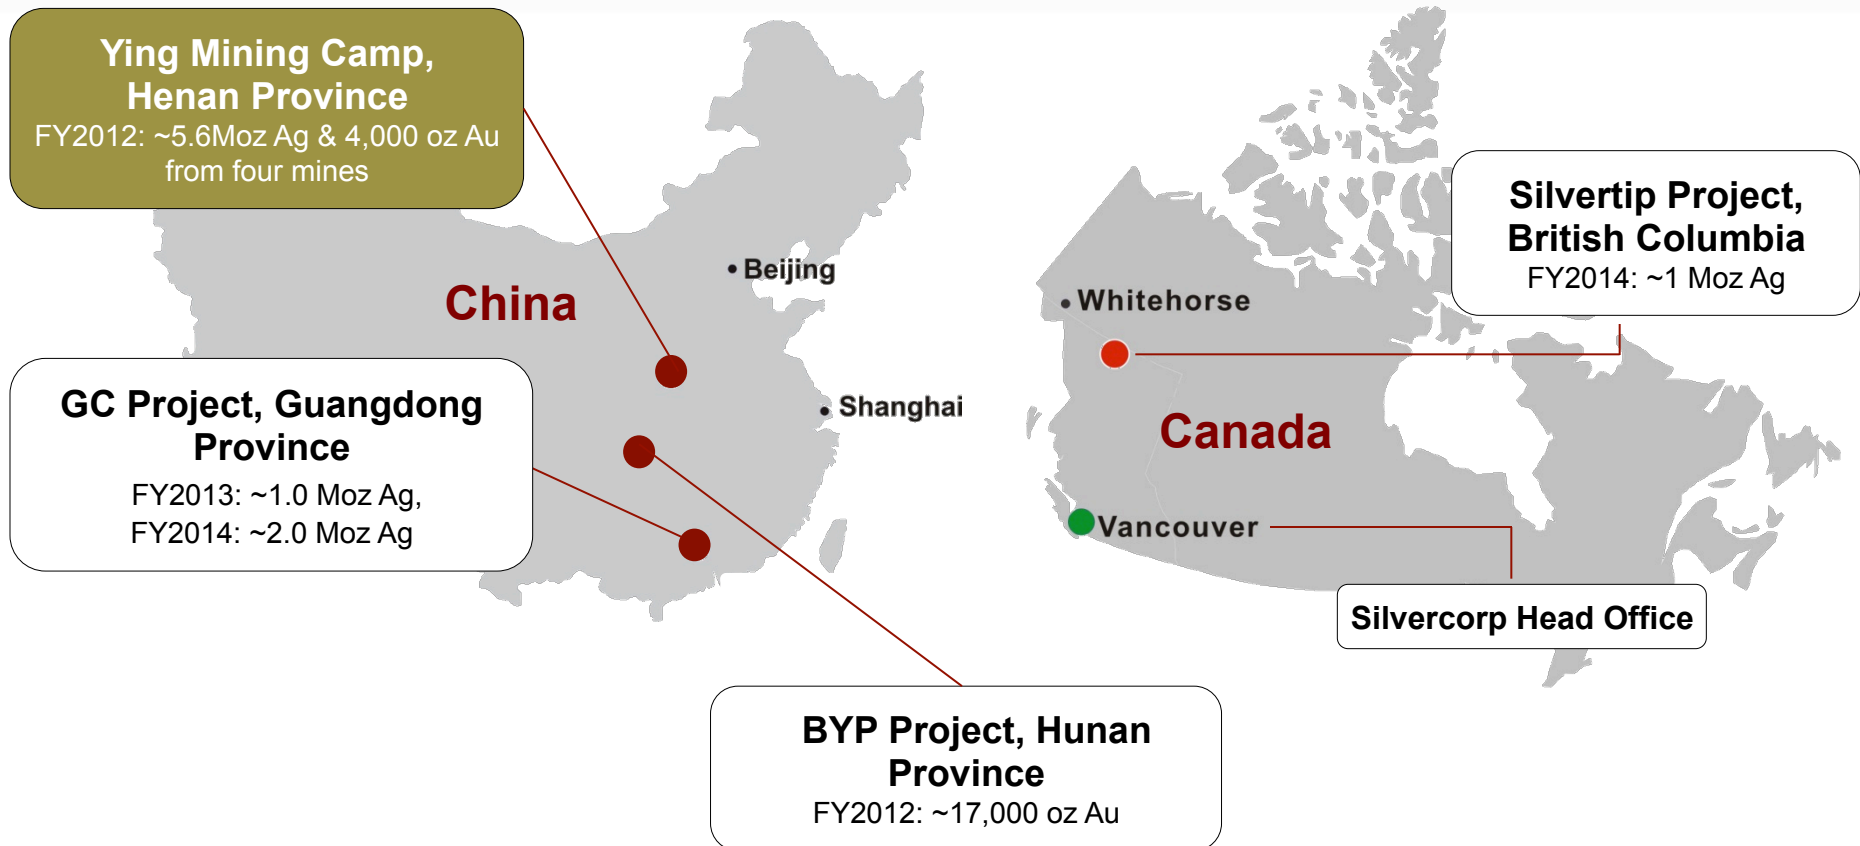 Ying Mining Camp,
Henan Province
FY2012: ~5.6Moz Ag & 4,000 oz Au
from four mines
Beijing
China
Shanghai
GC Project, Guangdong
Province
FY2013: ~1.0 Moz Ag,
FY2014: ~2.0 Moz Ag
BYP Project, Hunan
Province
FY2012: ~17,000 oz Au
Silvertip Project,
British Columbia
FY2014: ~1 Moz Ag
Whitehorse
Canada
Vancouver
Silvercorp Head Office